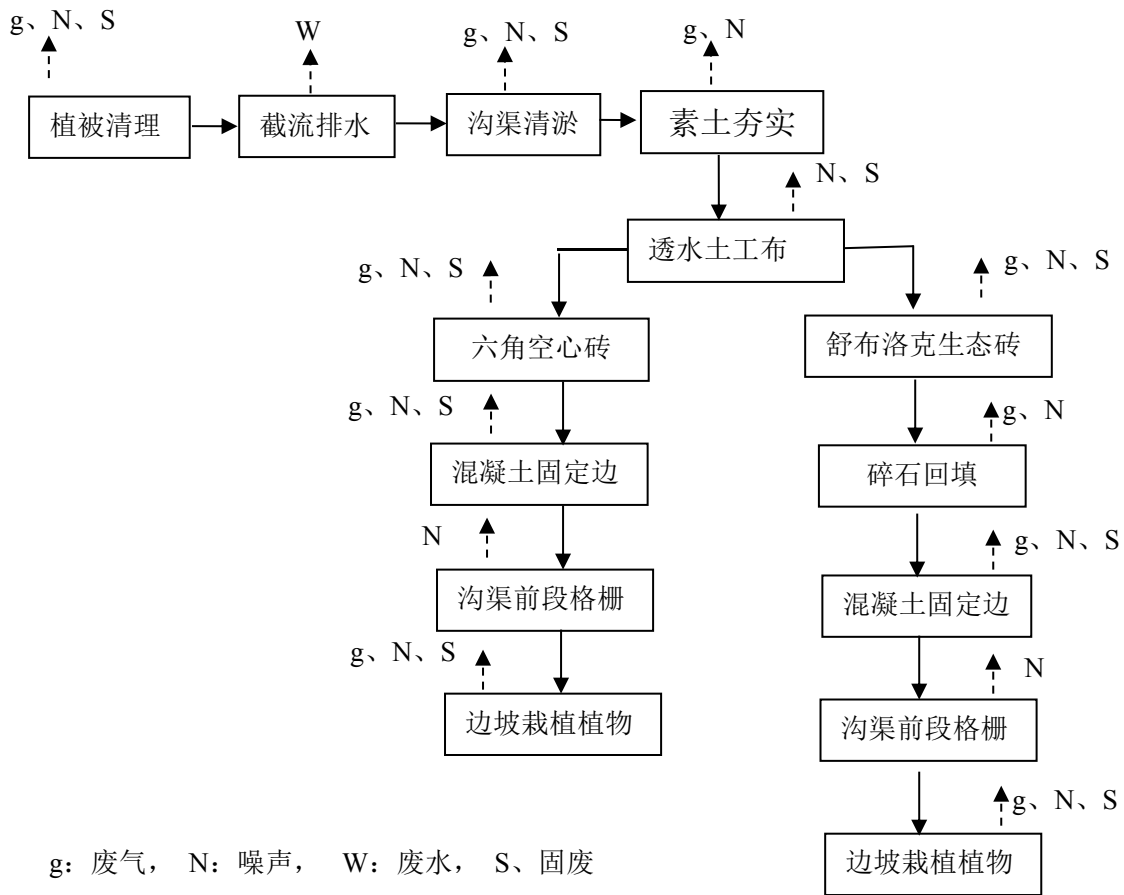 g、N、S
W
g、N、S
g、N
植被清理
截流排水
沟渠清淤
素土夯实
N、S
透水土工布
g、N、S
g、N、S
六角空心砖
舒布洛克生态砖
g、N、S
g、N
混凝土固定边
碎石回填
N
g、N、S
沟渠前段格栅
混凝土固定边
g、N、S
N
边坡栽植植物
沟渠前段格栅
g、N、S
边坡栽植植物
g：废气， N：噪声， W：废水， S、固废